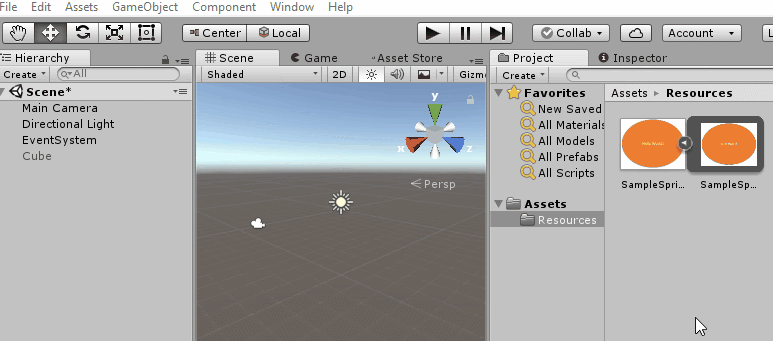 File Edit Assets GameObject Component Window Help
Center Local Collab Account L
Hierarchy Scene Game Asset Store Project Inspector
Create All Shaded 2D Gizm Create
Scene* Favorites Assets Resources
Main Camera y New Saved
Directional Light All Materials
EventSystem x z All Models
Cube All Prefabs
Persp All Scripts
SampleSpri... SampleSp...
Assets
Resources